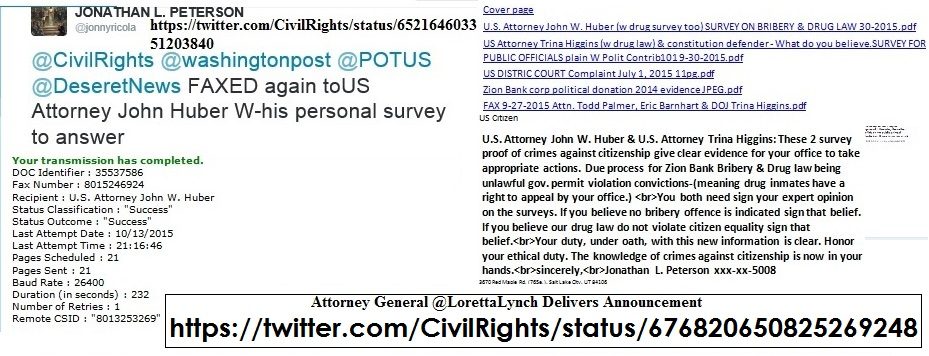 JONATHAN L. PETERSON
@jonnyricola
https://twitter.com/CivilRights/status/6521646033
51203840
@CivilRights @washingtonpost @POTUS
@DeseretNews FAXED again toUS
Attorney John Huber W-his personal survey
to answer
Your transmission has completed.
DOC Identifier : 35537586
Fax Number : 8015246924
Recipient : U.S. Attorney John W. Huber
Status Classification : "Success"
Status Outcome : "Success"
Last Attempt Date : 10/13/2015
Last Attempt Time : 21:16:46
Pages Scheduled : 21
Pages Sent : 21
Baud Rate : 26400
Duration (in seconds) : 232
Number of Retries : 1
Remote CSID : "8013253269"
Cover page
U.S. Attorney John W. Huber (w drug survey too) SURVEY ON BRIBERY & DRUG LAW 30-2015.pdf
US Attorney Trina Higgins (w drug law) & constitution defender- What do you believe.SURVEY FOR
PUBLIC OFFICIALS plain W Polit Contrib1019-30-2015.pdf
US DISTRIC COURT Complaint July 1, 2015 11pg.pdf
Zion Bank corp political donation 2014 evidence JPEG.pdf
FAX 9-27-2015 Attn. Todd Palmer, Eric Barnhart & DOJ Trina Higgins.pdf
US Citizen
U.S. Attorney John W. Huber & U.S. Attorney Trina Higgins: These 2 survey
proof of crimes against citizenship give clear evidence for your office to take
appropriate actions. Due process for Zion Bank Bribery & Drug law being
unlawful gov. permit violation convictions-(meaning drug inmates have a
right to appeal by your office.) <br>You both need sign your expert opinion
on the surveys. If you believe no bribery offence is indicated sign that belief.
If you believe our drug law do not violate citizen equality sign that
belief.<br>Your duty, under oath, with this new information is clear. Honor
your ethical duty. The knowledge of crimes against citizenship is now in your
hands.<br>sincerely,<br>Jonathan L. Peterson xxx-xx-5008
3670 Red Maple Rd. (765e.). Salt Lake City, UT 84106
Attorney General @LorettaLynch Delivers Announcement
https://twitter.com/CivilRights/status/676820650825269248